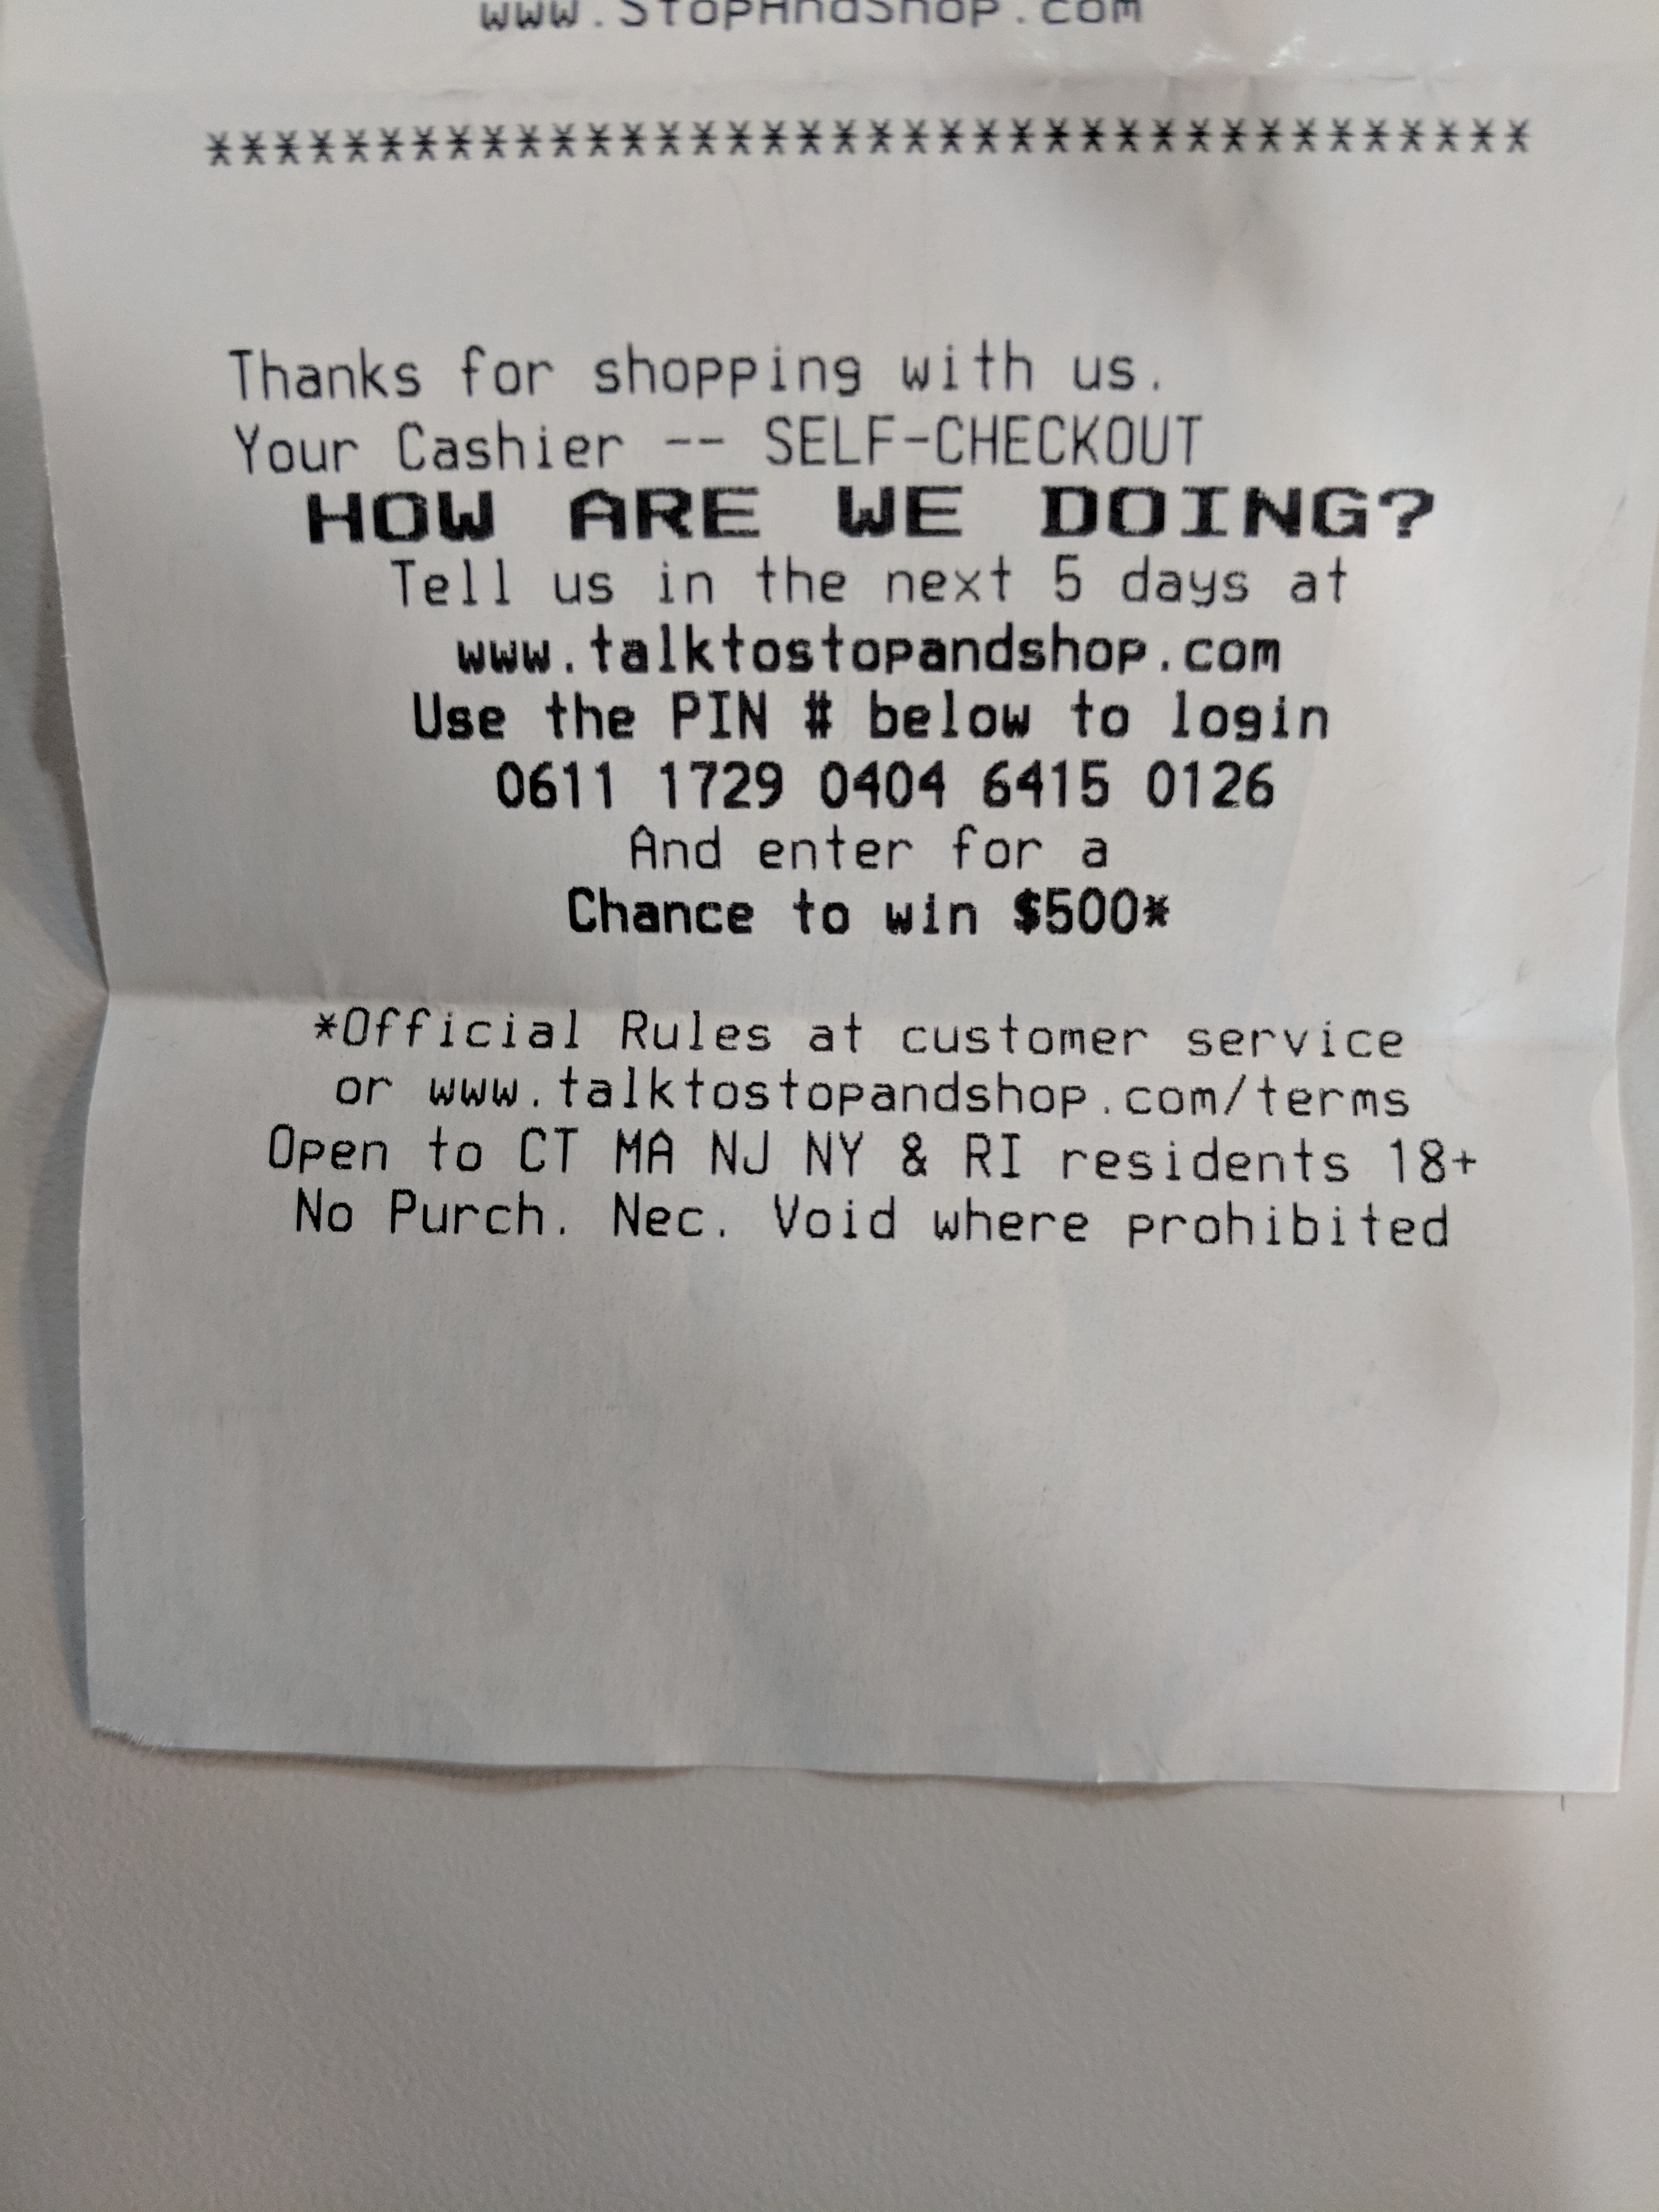 www.StopAndShop.com
**************************************
Thanks for shopping with us.
Your Cashier -- SELF-CHECKOUT
HOW ARE WE DOING?
Tell us in the next 5 days at
www.talktostopandshop.com
Use the PIN # below to login
0611 1729 0404 6415 0126
And enter for a
Chance to win $500*
*Official Rules at customer service
or www.talktostopandshop.com/terms
Open to CT MA NJ NY & RI residents 18+
No Purch. Nec. Void where prohibited